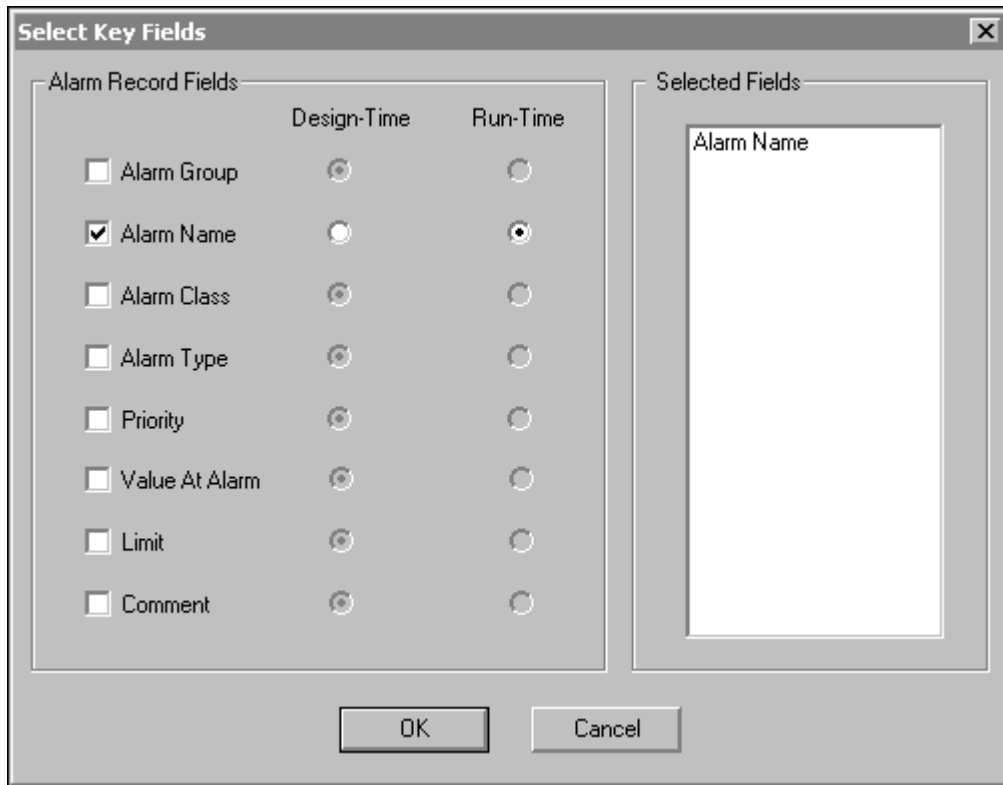 Select Key Fields
Alarm Record Fields
Design-Time Run-Time
Alarm Group
Alarm Name
Alarm Class
Alarm Type
Priority
Value At Alarm
Limit
Comment
Selected Fields
Alarm Name
OK Cancel